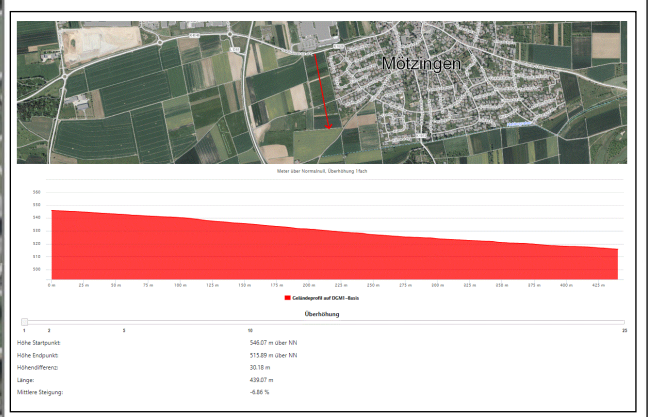 Mötzingen
Meter über Normalnull, Überhöhung 1fach
560
550
540
530
520
510
500
0 m 25 m 50 m 75 m 100 m 125 m 150 m 175 m 200 m 225 m 250 m 275 m 300 m 325 m 350 m 375 m 400 m 425 m
Geländeprofil auf DGM1-Basis
Überhöhung
1 2 5 10 25
Höhe Startpunkt: 546.07 m über NN
Höhe Endpunkt: 515.89 m über NN
Höhendifferenz: 30.18 m
Länge: 439.07 m
Mittlere Steigung: -6.86 %